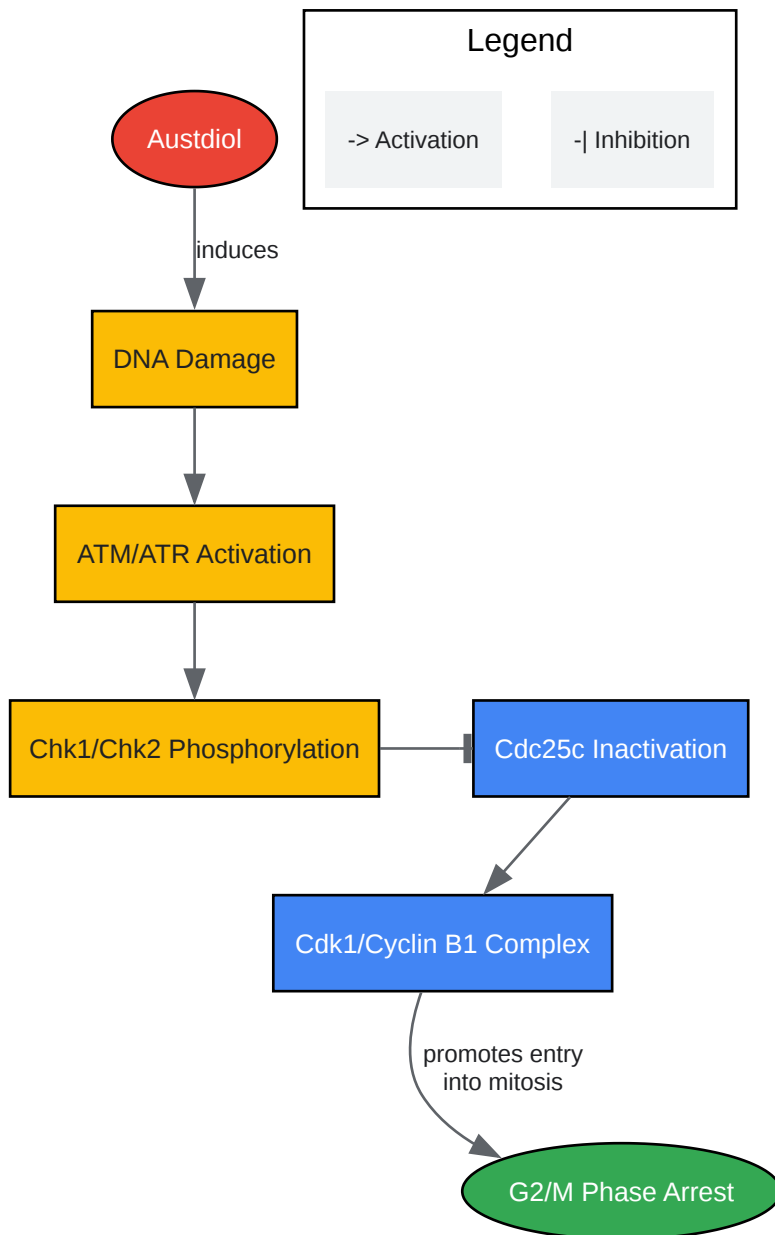 Legend
-> Activation
-| Inhibition
Austdiol
induces
DNA Damage
ATM/ATR Activation
Chk1/Chk2 Phosphorylation
Cdc25c Inactivation
Cdk1/Cyclin B1 Complex
promotes entry
into mitosis
G2/M Phase Arrest